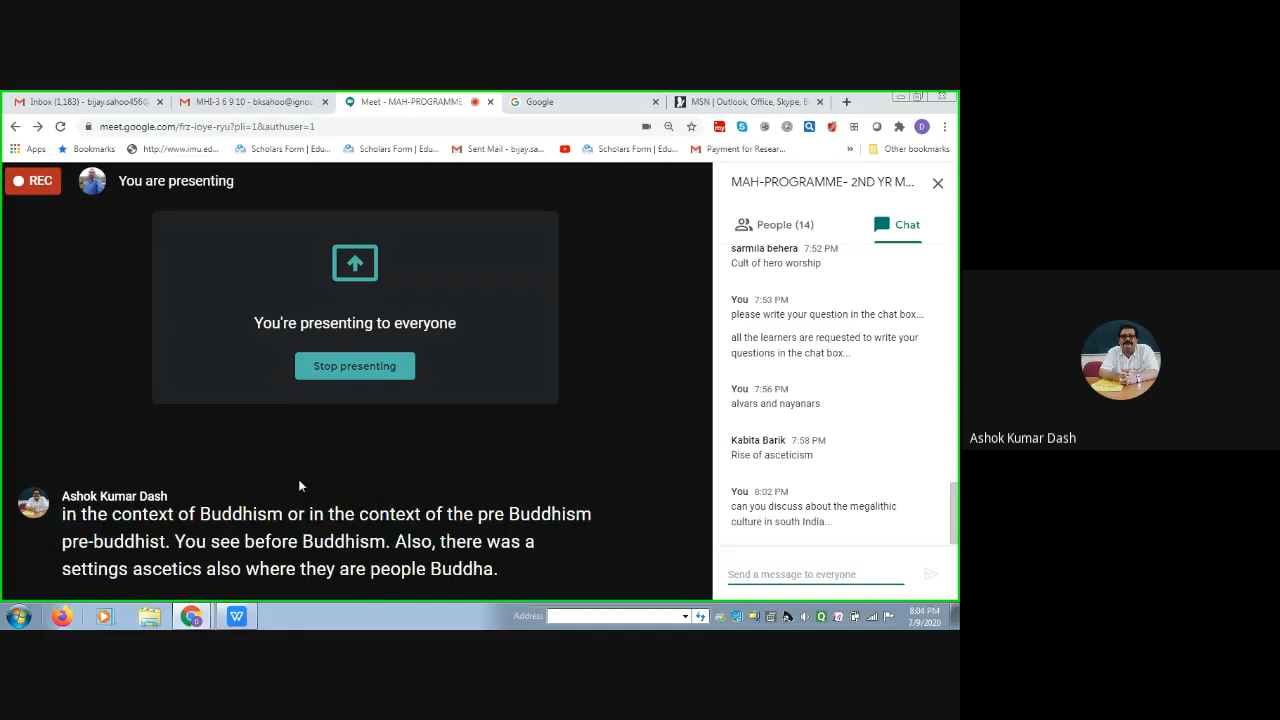 Inbox (1,183) - bijay.sahoo456@
MHI-3 6 9 10 - bksahoo@ignou
Meet - MAH-PROGRAMME
Google
MSN | Outlook, Office, Skype, B
meet.google.com/frz-ioye-ryu?pli=1&authuser=1
Apps
Bookmarks
http://www.imu.ed...
Scholars Form | Edu...
Scholars Form | Edu...
Sent Mail - bijay.sa...
Scholars Form | Edu...
Payment for Resear...
»
Other bookmarks
REC
You are presenting
You're presenting to everyone
Stop presenting
Ashok Kumar Dash
in the context of Buddhism or in the context of the pre Buddhism
pre-buddhist. You see before Buddhism. Also, there was a
settings ascetics also where they are people Buddha.
MAH-PROGRAMME- 2ND YR M...
People (14)
Chat
sarmila behera 7:52 PM
Cult of hero worship
You 7:53 PM
please write your question in the chat box...
all the learners are requested to write your
questions in the chat box...
You 7:56 PM
alvars and nayanars
Kabita Barik 7:58 PM
Rise of asceticism
You 8:02 PM
can you discuss about the megalithic
culture in south India...
Send a message to everyone
Ashok Kumar Dash
Address
8:04 PM
7/9/2020